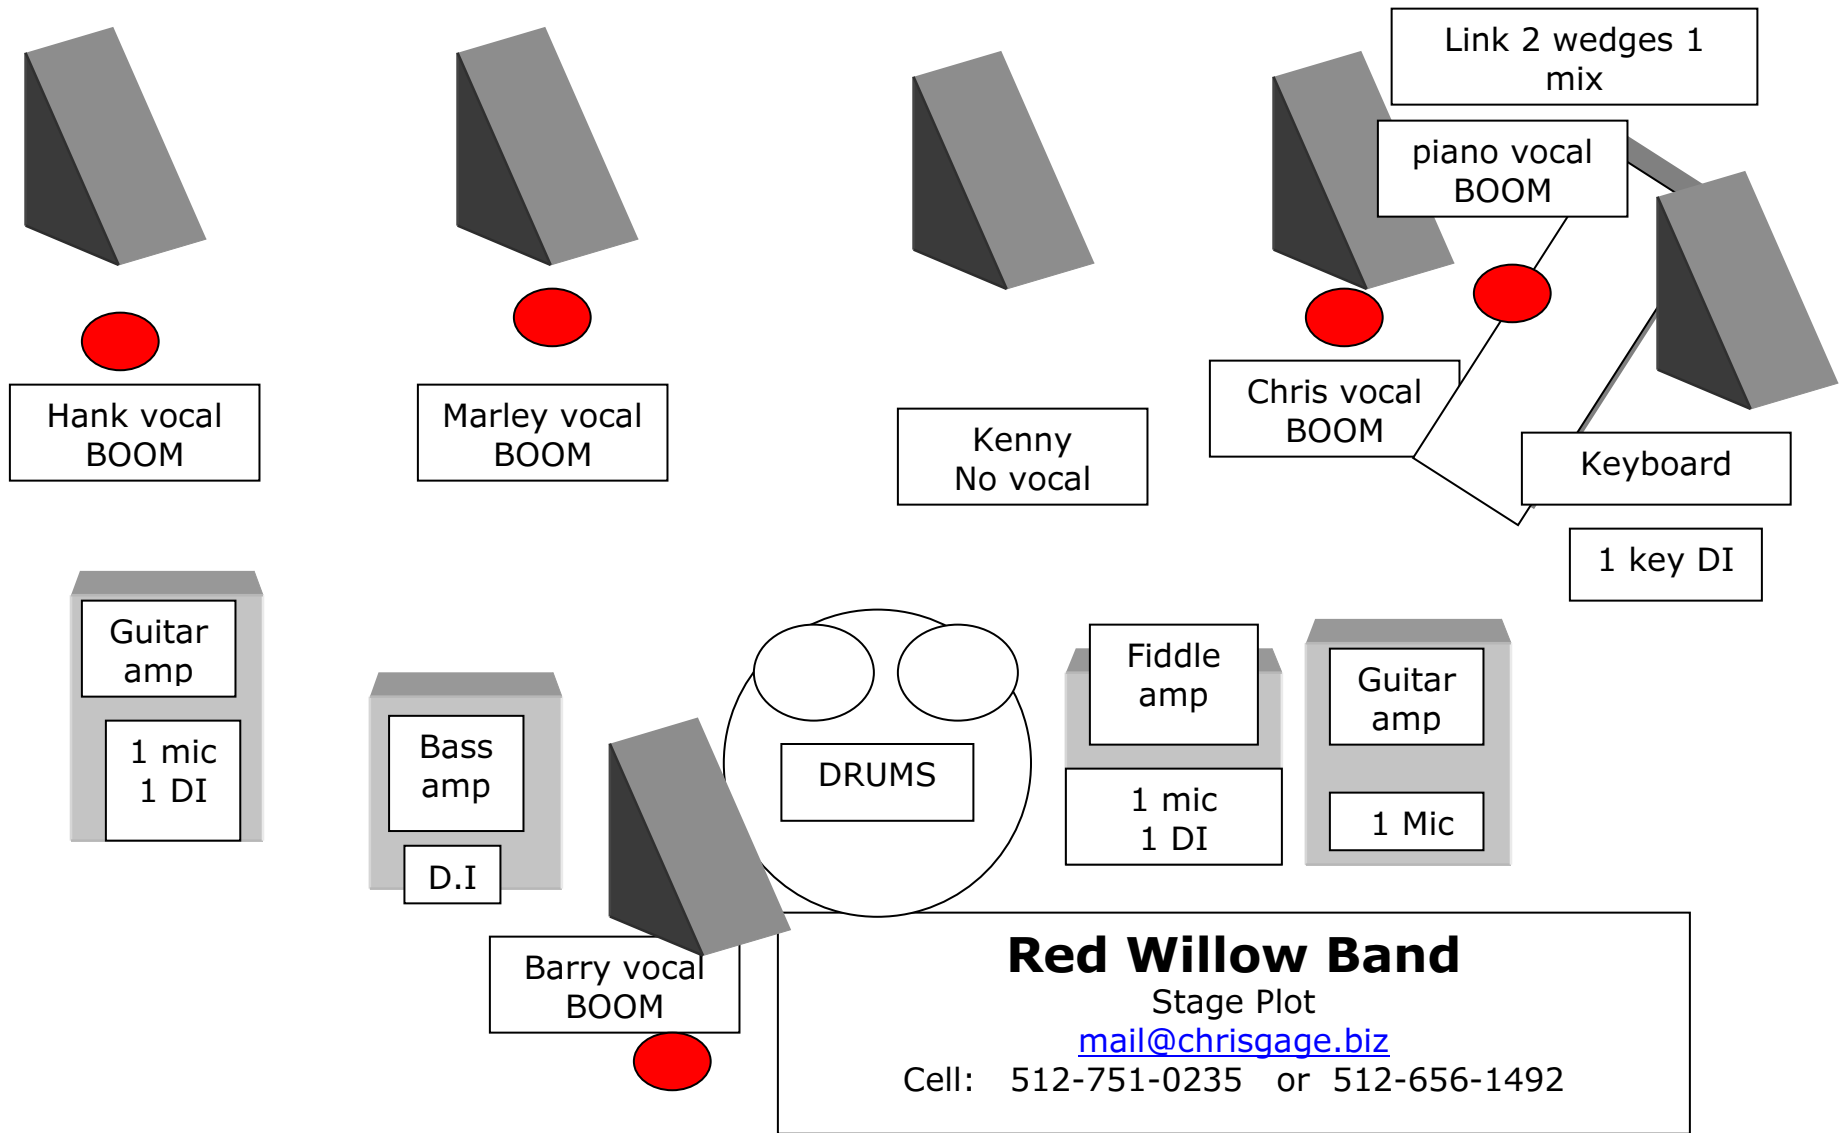 Link 2 wedges 1
mix
piano vocal
BOOM
Hank vocal
BOOM
Marley vocal
BOOM
Kenny
No vocal
Chris vocal
BOOM
Keyboard
1 key DI
Guitar
amp
1 mic
1 DI
Bass
amp
D.I
DRUMS
Fiddle
amp
1 mic
1 DI
Guitar
amp
1 Mic
Barry vocal
BOOM
Red Willow Band
Stage Plot
mail@chrisgage.biz
Cell: 512-751-0235 or 512-656-1492